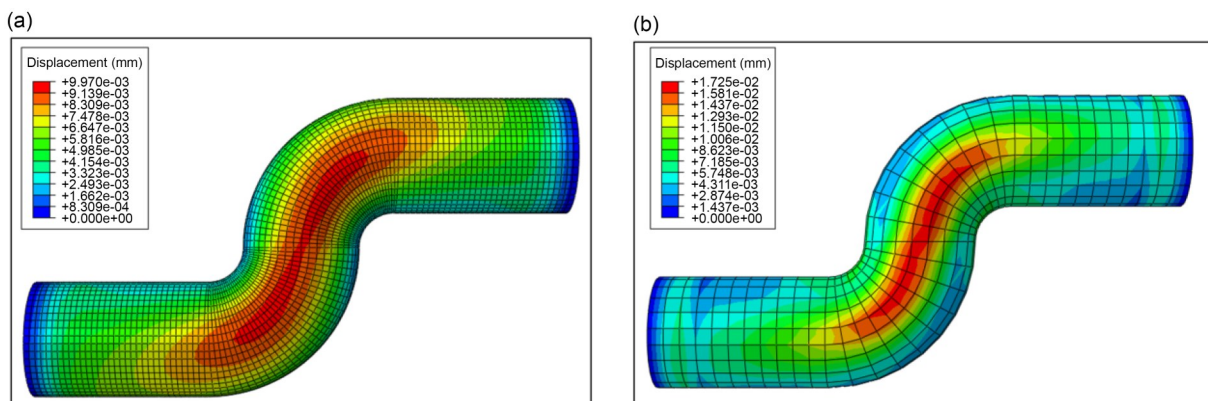 (a)
Displacement (mm)
+9.970e-03
+9.139e-03
+8.309e-03
+7.478e-03
+6.647e-03
+5.816e-03
+4.985e-03
+4.154e-03
+3.323e-03
+2.493e-03
+1.662e-03
+8.309e-04
+0.000e+00
(b)
Displacement (mm)
+1.725e-02
+1.581e-02
+1.437e-02
+1.293e-02
+1.150e-02
+1.006e-02
+8.623e-03
+7.185e-03
+5.748e-03
+4.311e-03
+2.874e-03
+1.437e-03
+0.000e+00